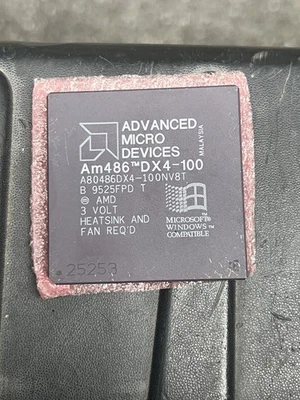 ADVANCED
MICRO
DEVICES
MALAYSIA
Am486™DX4-100
A80486DX4-100NV8T
B 9525FPD T
Ⓜ AMD
3 VOLT
HEATSINK AND
FAN REQ'D
MICROSOFT®
WINDOWS™
COMPATIBLE
25253